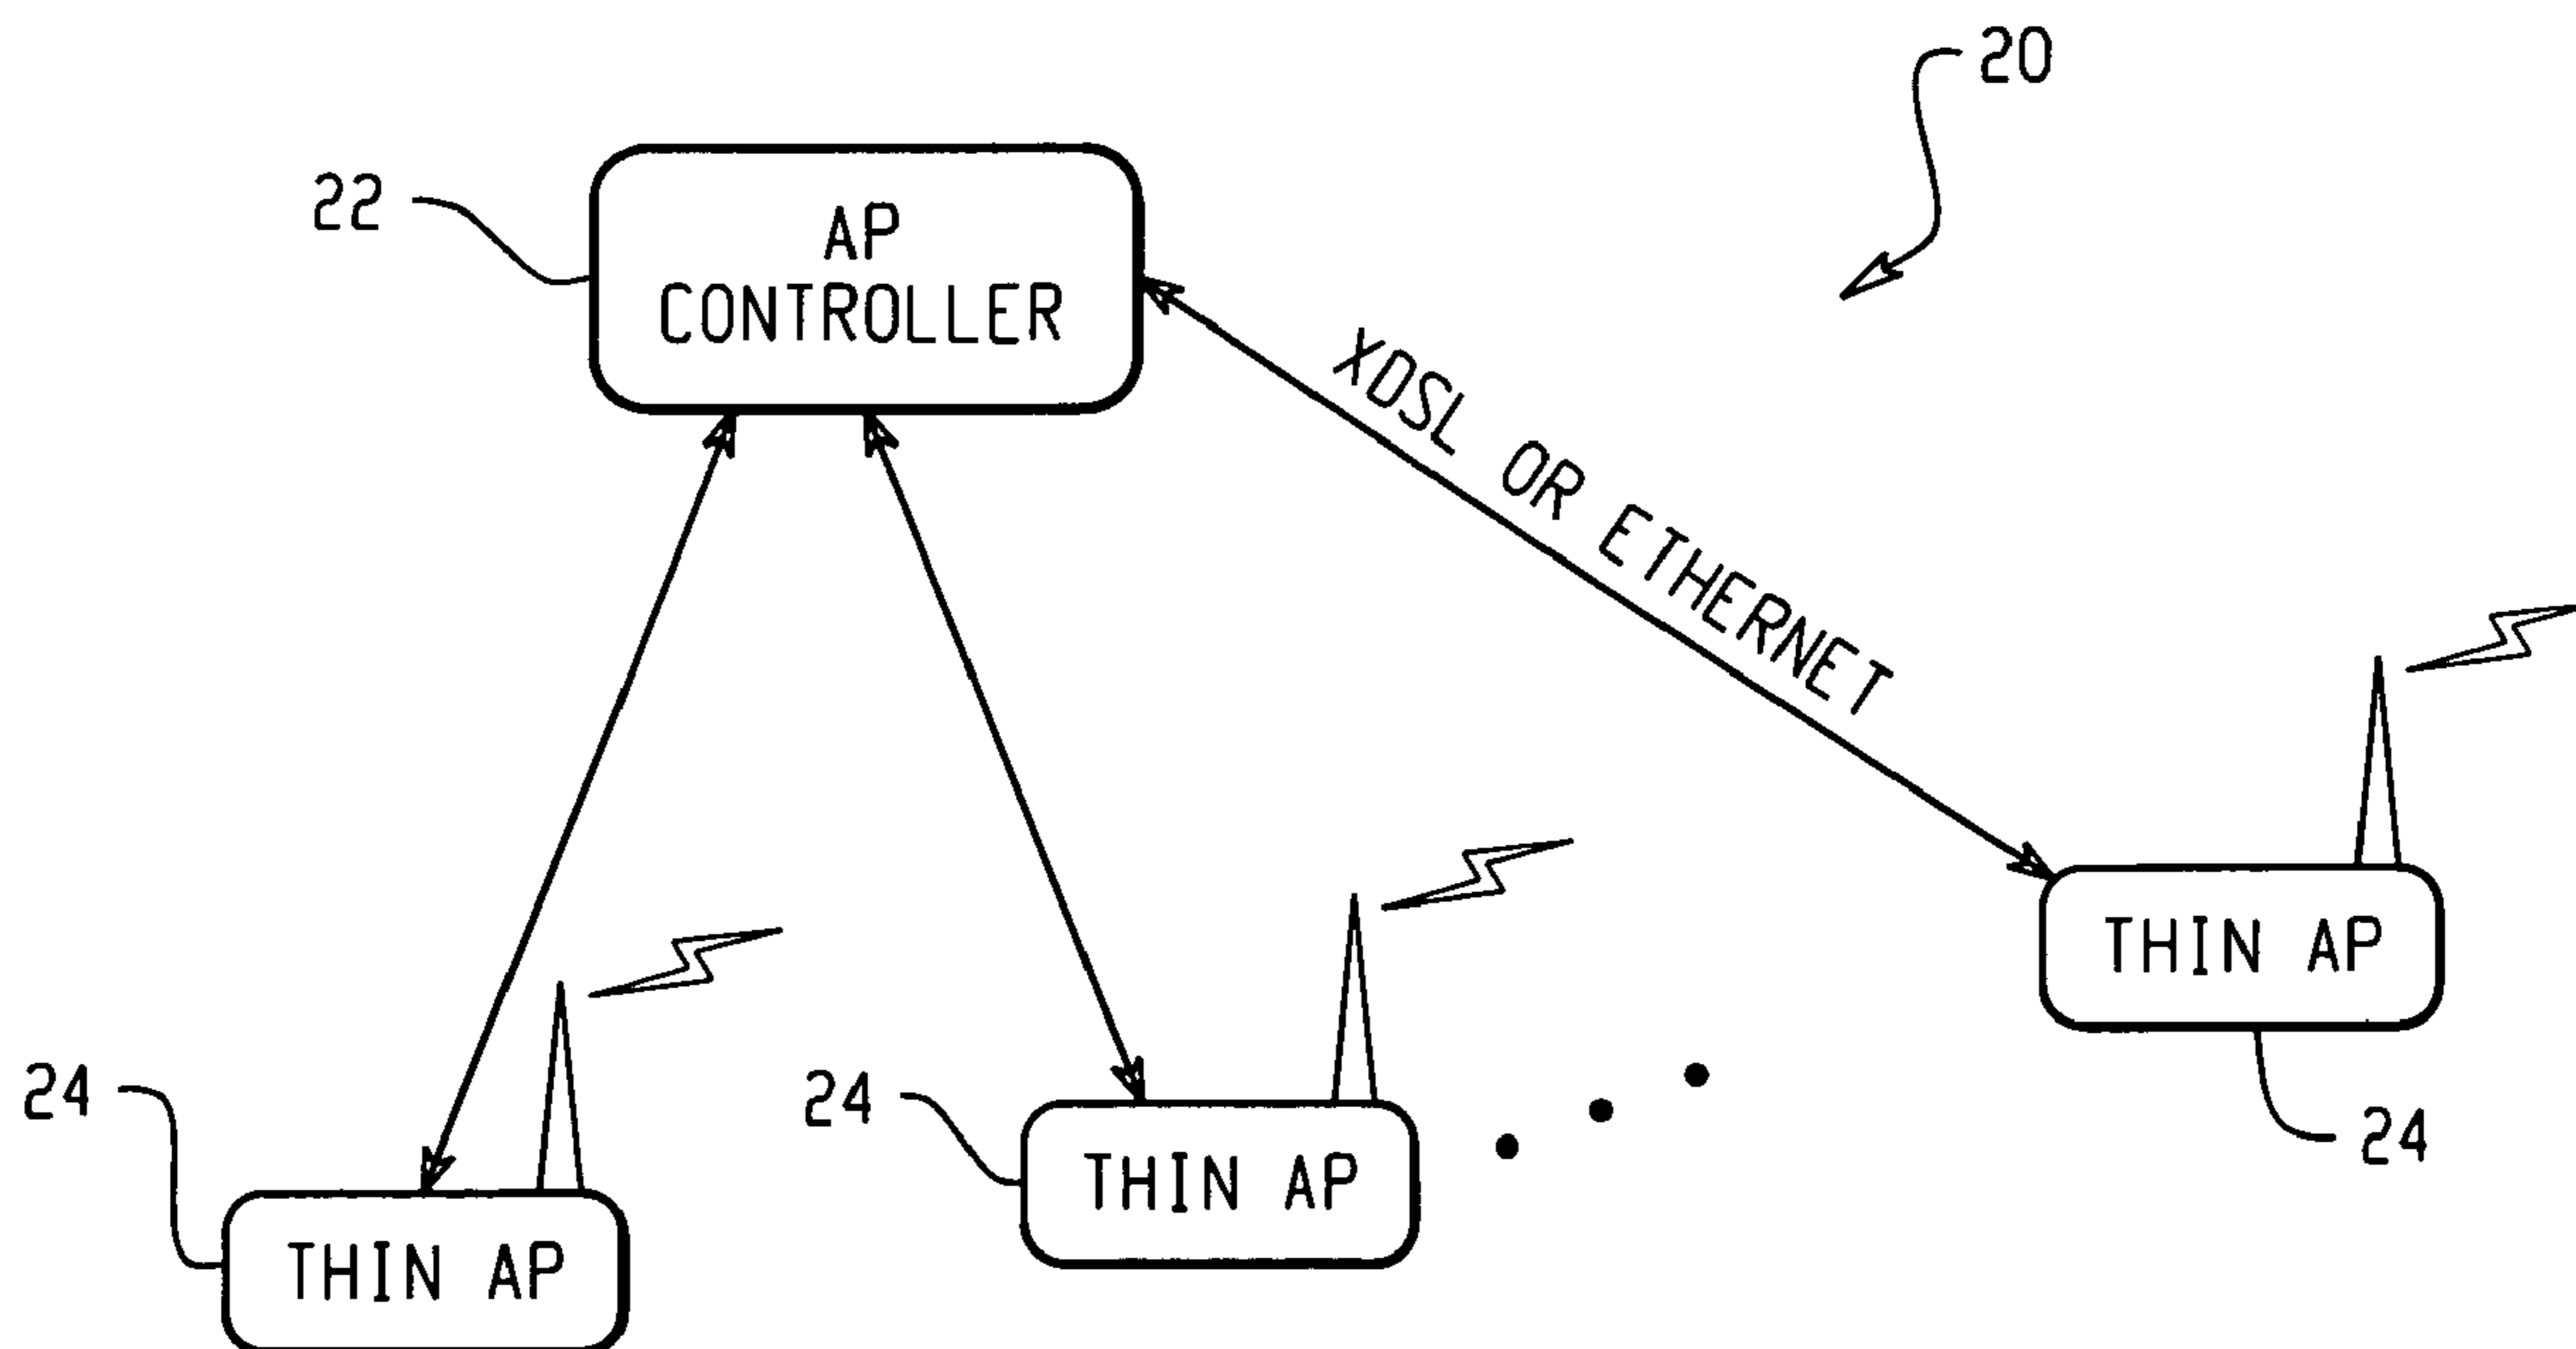 20
22
AP
CONTROLLER
XDSL OR ETHERNET
THIN AP
24
24
THIN AP
24
THIN AP